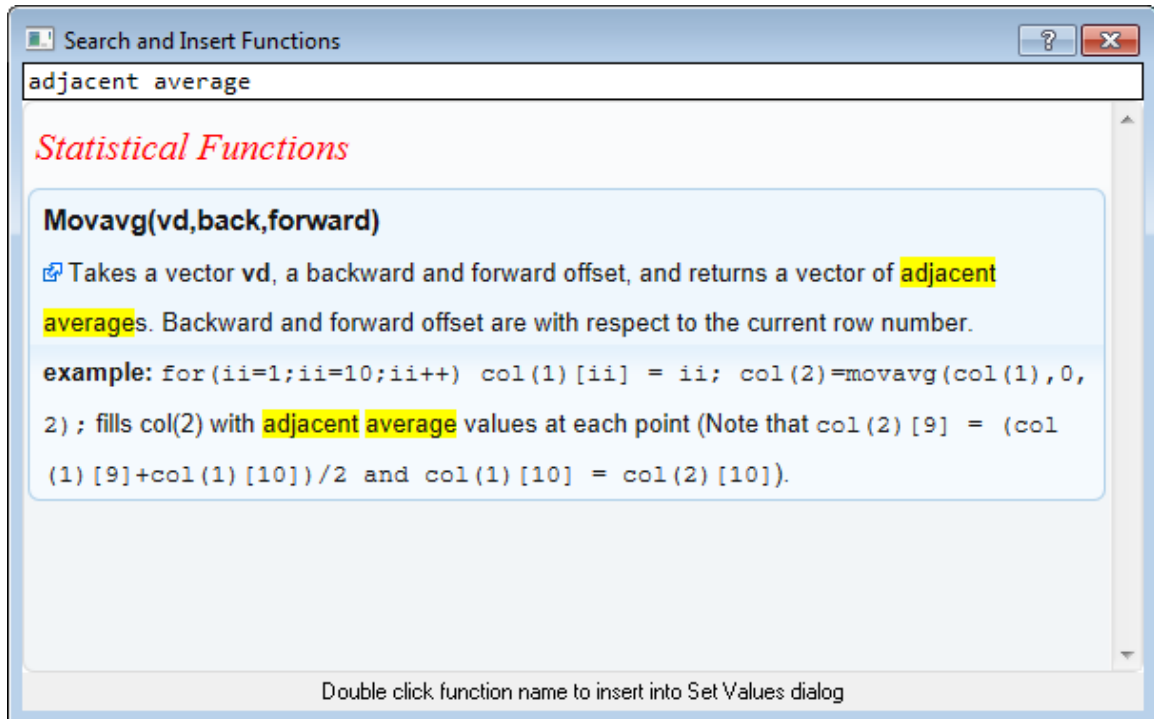 Search and Insert Functions
adjacent average
Statistical Functions
Movavg(vd,back,forward)
Takes a vector vd, a backward and forward offset, and returns a vector of adjacent
averages. Backward and forward offset are with respect to the current row number.
example: for(ii=1;ii=10;ii++) col(1)[ii] = ii; col(2)=movavg(col(1),0,
2); fills col(2) with adjacent average values at each point (Note that col(2)[9] = (col
(1)[9]+col(1)[10])/2 and col(1)[10] = col(2)[10]).
Double click function name to insert into Set Values dialog